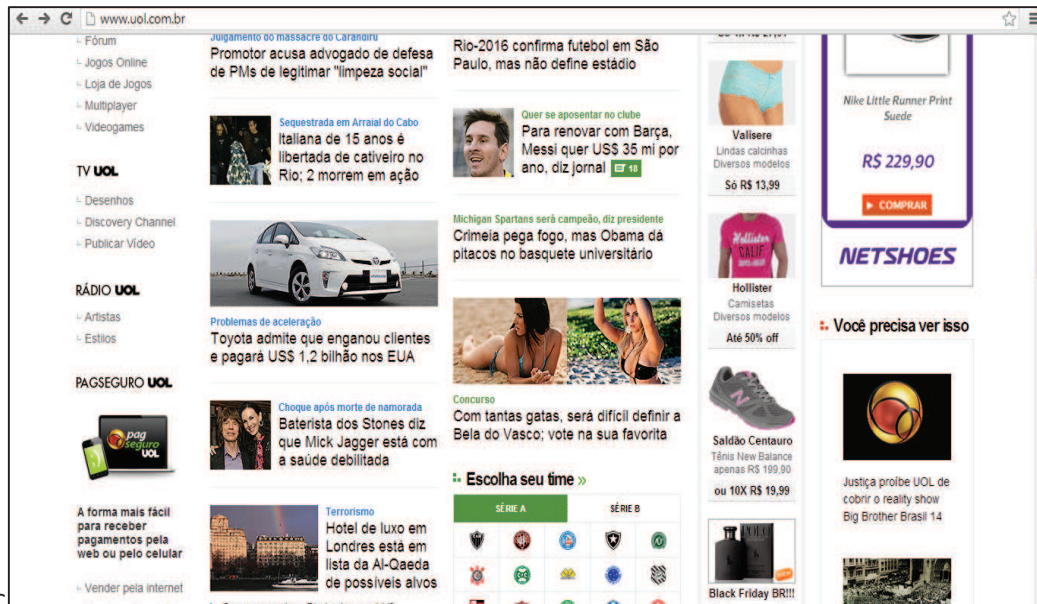 www.uol.com.br
Fórum
Jogos Online
Loja de Jogos
Multiplayer
Videogames
TV UOL
Desenhos
Discovery Channel
Publicar Vídeo
RÁDIO UOL
Artistas
Estilos
PAGSEGURO UOL
pag
seguro
UOL
A forma mais fácil
para receber
pagamentos pela
web ou pelo celular
Vender pela internet
Julgamento do massacre do Carandiru
Promotor acusa advogado de defesa
de PMs de legitimar "limpeza social"
Sequestrada em Arraial do Cabo
Italiana de 15 anos é
libertada de cativeiro no
Rio; 2 morrem em ação
Problemas de aceleração
Toyota admite que enganou clientes
e pagará US$ 1,2 bilhão nos EUA
Choque após morte de namorada
Baterista dos Stones diz
que Mick Jagger está com
a saúde debilitada
Terrorismo
Hotel de luxo em
Londres está em
lista da Al-Qaeda
de possíveis alvos
Rio-2016 confirma futebol em São
Paulo, mas não define estádio
Quer se aposentar no clube
Para renovar com Barça,
Messi quer US$ 35 mi por
ano, diz jornal 18
Michigan Spartans será campeão, diz presidente
Crimeia pega fogo, mas Obama dá
pitacos no basquete universitário
Concurso
Com tantas gatas, será difícil definir a
Bela do Vasco; vote na sua favorita
Escolha seu time »
SÉRIE A SÉRIE B
Valisere
Lindas calcinhas
Diversos modelos
Só R$ 13,99
Hollister
CALIF
Hollister
Camisetas
Diversos modelos
Até 50% off
N
Saldão Centauro
Tênis New Balance
apenas R$ 199,90
ou 10X R$ 19,99
POLO
Black Friday BR!!!
Nike Little Runner Print
Suede
R$ 229,90
COMPRAR
NETSHOES
Você precisa ver isso
Justiça proíbe UOL de
cobrir o reality show
Big Brother Brasil 14